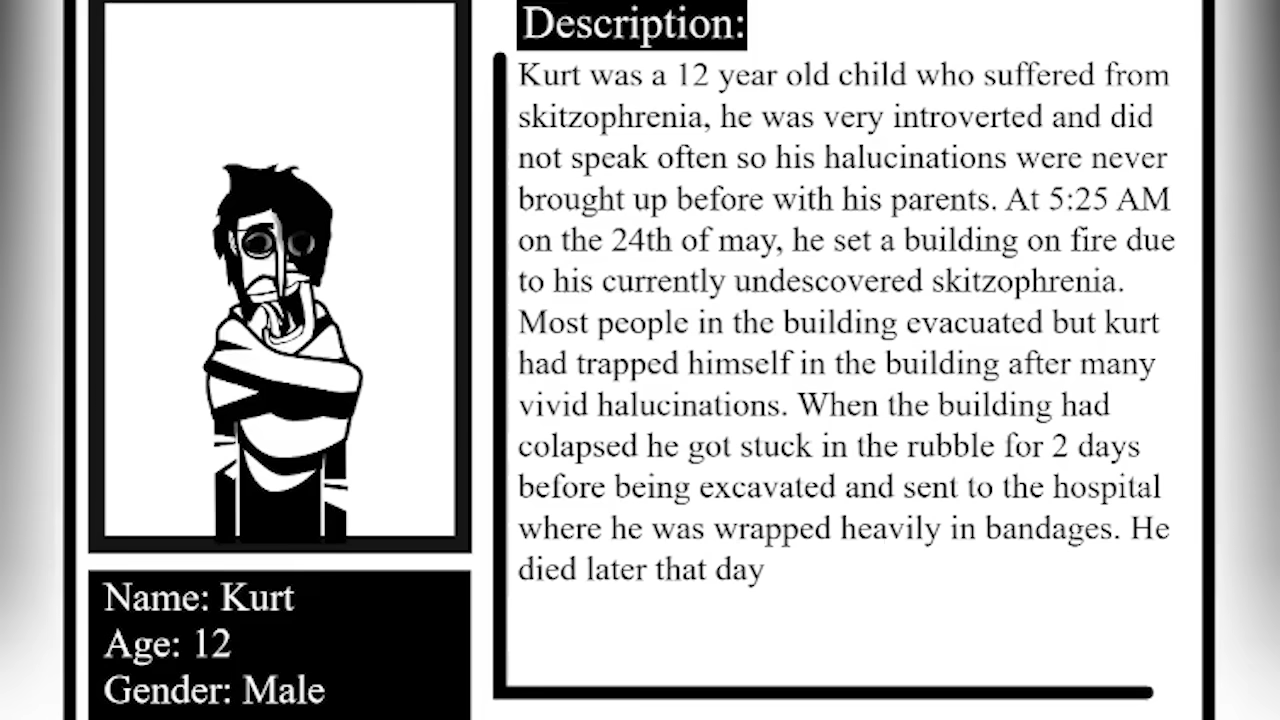 Description:
Kurt was a 12 year old child who suffered from
skitzophrenia, he was very introverted and did
not speak often so his halucinations were never
brought up before with his parents. At 5:25 AM
on the 24th of may, he set a building on fire due
to his currently undescovered skitzophrenia.
Most people in the building evacuated but kurt
had trapped himself in the building after many
vivid halucinations. When the building had
colapsed he got stuck in the rubble for 2 days
before being excavated and sent to the hospital
where he was wrapped heavily in bandages. He
died later that day
Name: Kurt
Age: 12
Gender: Male